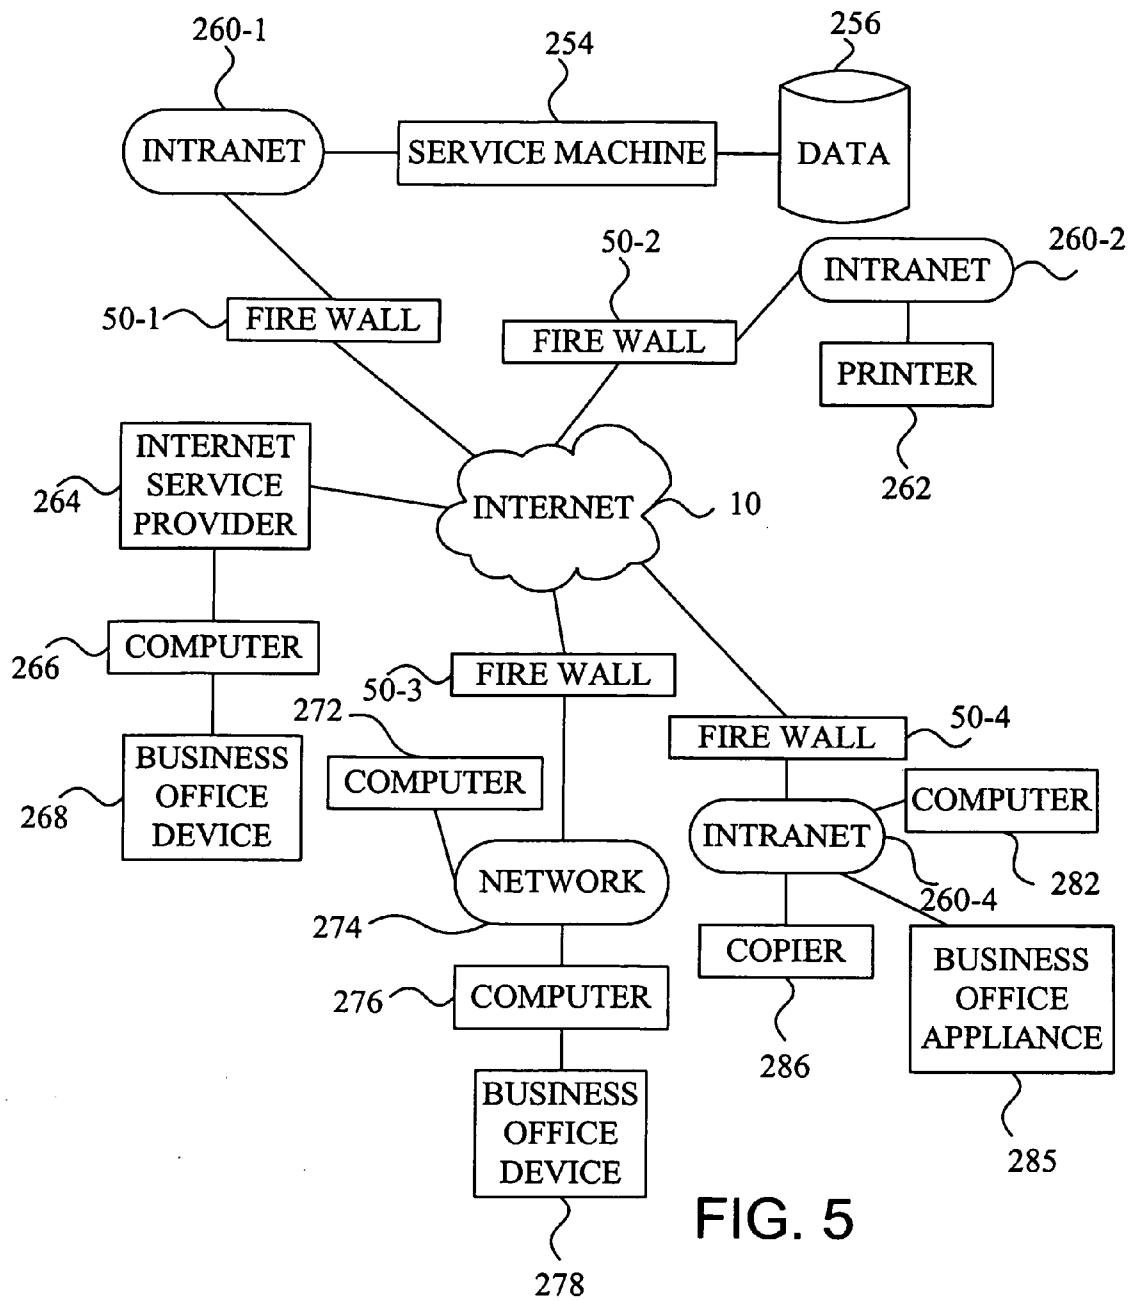 260-1
254
256
INTRANET
SERVICE MACHINE
DATA
50-2
260-2
INTRANET
50-1
FIRE WALL
FIRE WALL
PRINTER
INTERNET
SERVICE
PROVIDER
264
INTERNET
10
262
COMPUTER
266
FIRE WALL
50-3
272
50-4
FIRE WALL
BUSINESS
OFFICE
DEVICE
268
COMPUTER
COMPUTER
INTRANET
282
260-4
NETWORK
274
COPIER
BUSINESS
OFFICE
APPLIANCE
276
COMPUTER
286
BUSINESS
OFFICE
DEVICE
285
278
FIG. 5